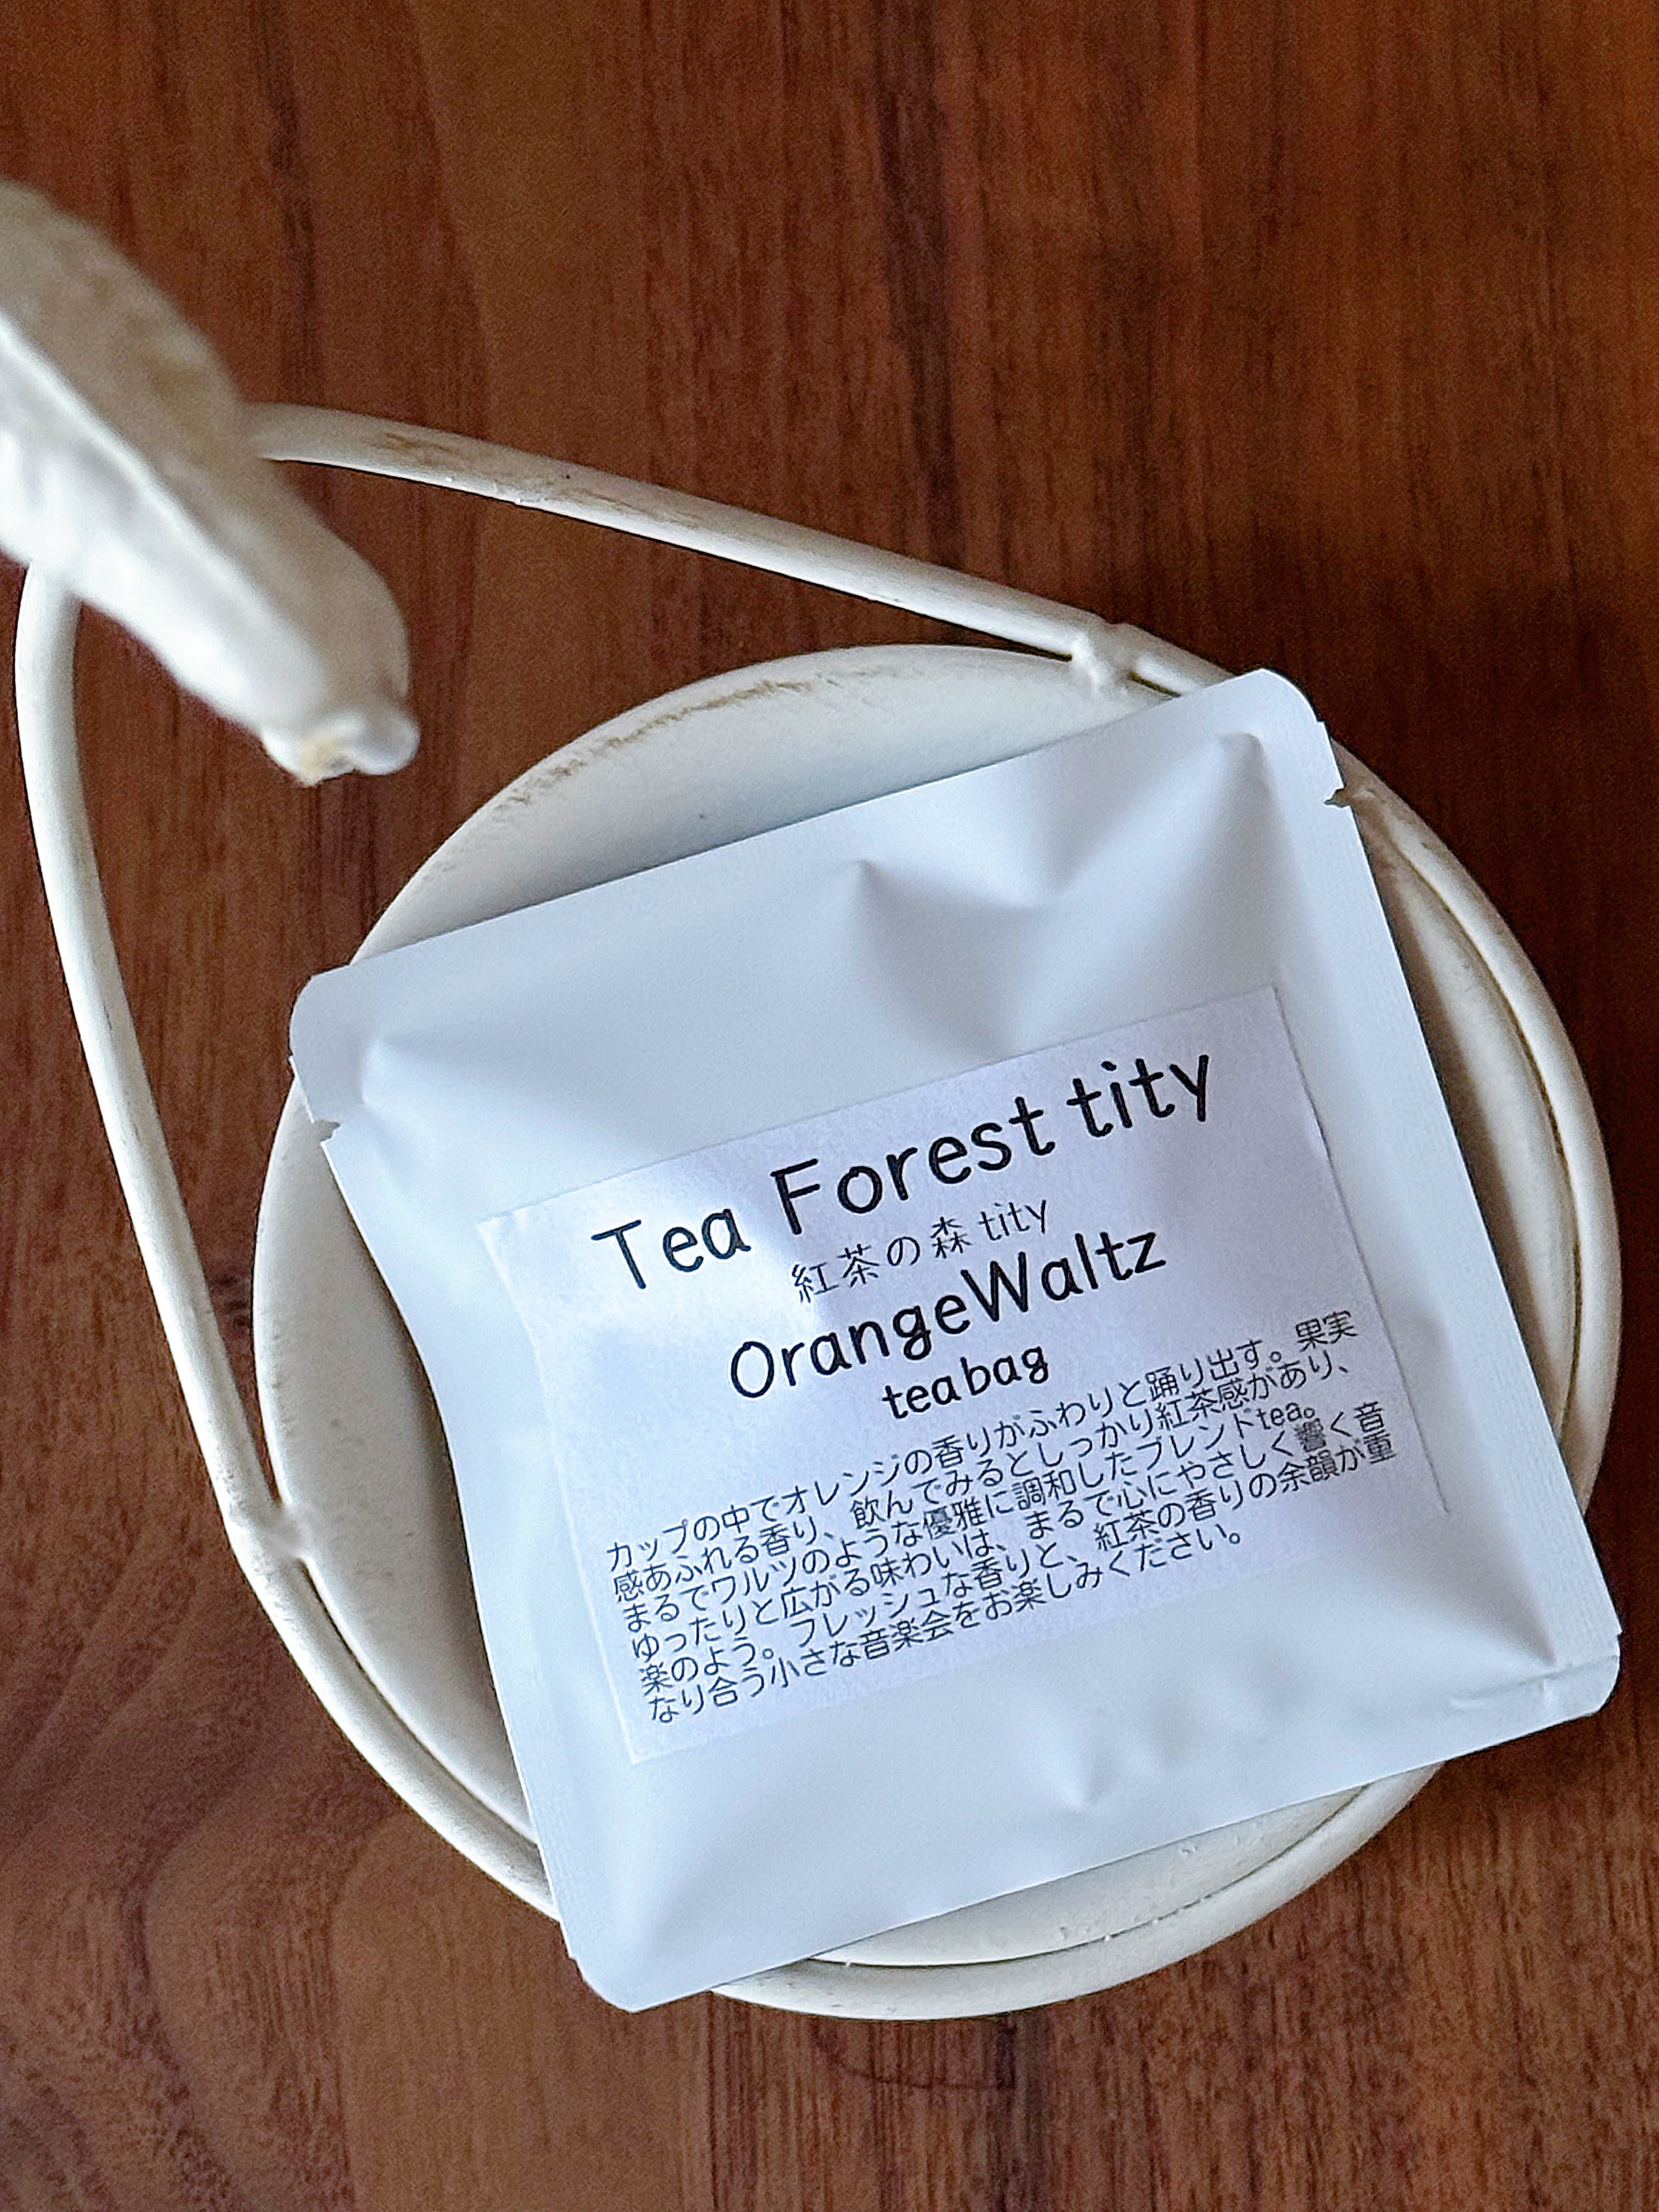 Tea Forest tity
紅茶の森 tity
OrangeWaltz
teabag
カップの中でオレンジの香りがふわりと踊り出す。果実
感あふれる香り、飲んでみるとしっかり紅茶感があり、
まるでワルツのような優雅に調和したブレンドtea。
ゆったりと広がる味わいは、まるで心にやさしく響く音
楽のよう。フレッシュな香りと、紅茶の香りの余韻が重
なり合う小さな音楽会をお楽しみください。